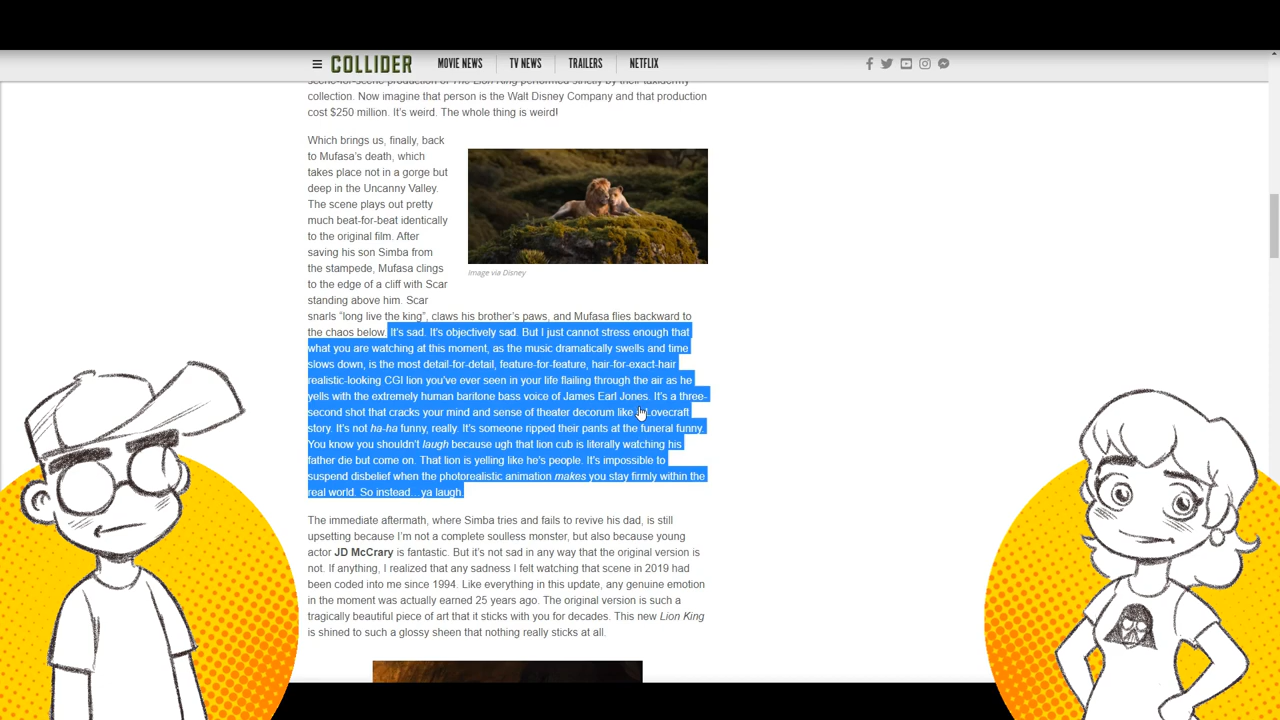 COLLIDER MOVIE NEWS TV NEWS TRAILERS NETFLIX
scene-for-scene production of The Lion King performed strictly by their taxidermy
collection. Now imagine that person is the Walt Disney Company and that production
cost $250 million. It's weird. The whole thing is weird!
Which brings us, finally, back
to Mufasa's death, which
takes place not in a gorge but
deep in the Uncanny Valley.
The scene plays out pretty
much beat-for-beat identically
to the original film. After
saving his son Simba from
the stampede, Mufasa clings
to the edge of a cliff with Scar
standing above him. Scar
Image via Disney
snarls "long live the king", claws his brother's paws, and Mufasa flies backward to
the chaos below. It's sad. It's objectively sad. But I just cannot stress enough that
what you are watching at this moment, as the music dramatically swells and time
slows down, is the most detail-for-detail, feature-for-feature, hair-for-exact-hair
realistic-looking CGI lion you've ever seen in your life flailing through the air as he
yells with the extremely human baritone bass voice of James Earl Jones. It's a three-
second shot that cracks your mind and sense of theater decorum like Lovecraft
story. It's not ha-ha funny, really. It's someone ripped their pants at the funeral funny.
You know you shouldn't laugh because ugh that lion cub is literally watching his
father die but come on. That lion is yelling like he's people. It's impossible to
suspend disbelief when the photorealistic animation makes you stay firmly within the
real world. So instead...ya laugh.
The immediate aftermath, where Simba tries and fails to revive his dad, is still
upsetting because I'm not a complete soulless monster, but also because young
actor JD McCrary is fantastic. But it's not sad in any way that the original version is
not. If anything, I realized that any sadness I felt watching that scene in 2019 had
been coded into me since 1994. Like everything in this update, any genuine emotion
in the moment was actually earned 25 years ago. The original version is such a
tragically beautiful piece of art that it sticks with you for decades. This new Lion King
is shined to such a glossy sheen that nothing really sticks at all.